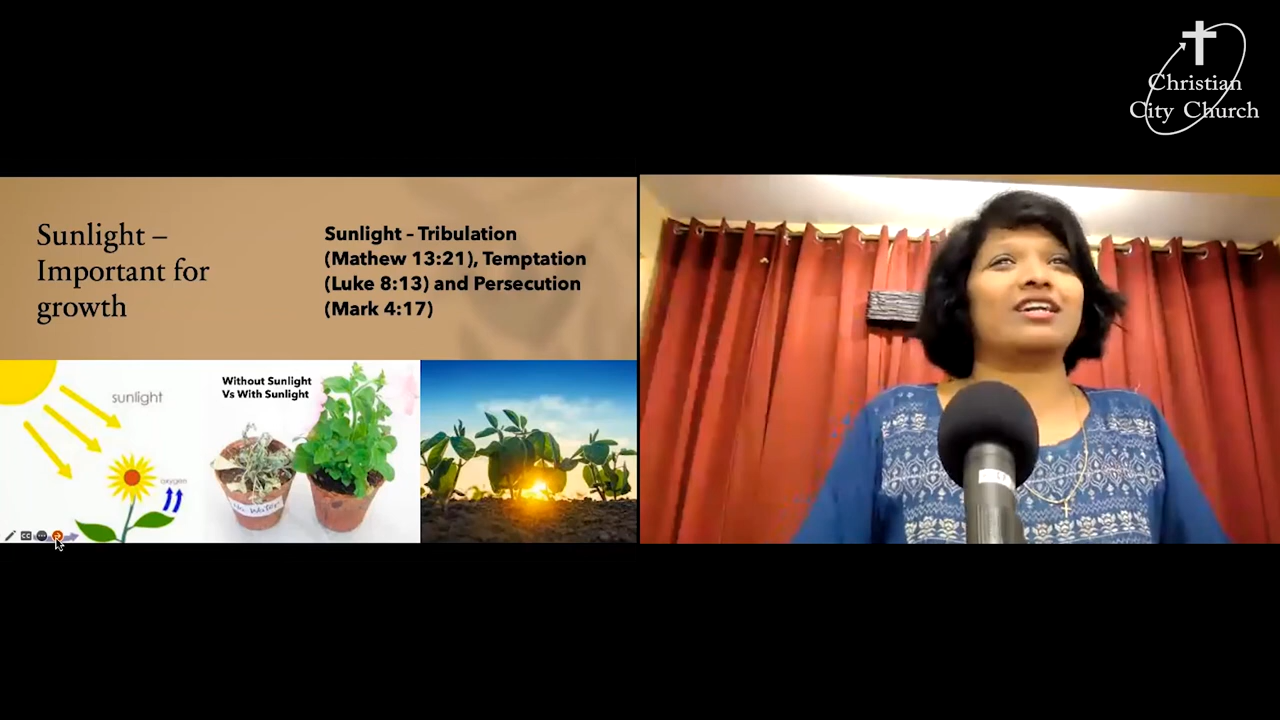 Christian
City Church
Sunlight –
Important for
growth
Sunlight – Tribulation
(Mathew 13:21), Temptation
(Luke 8:13) and Persecution
(Mark 4:17)
sunlight
Without Sunlight
Vs With Sunlight
oxygen
CC